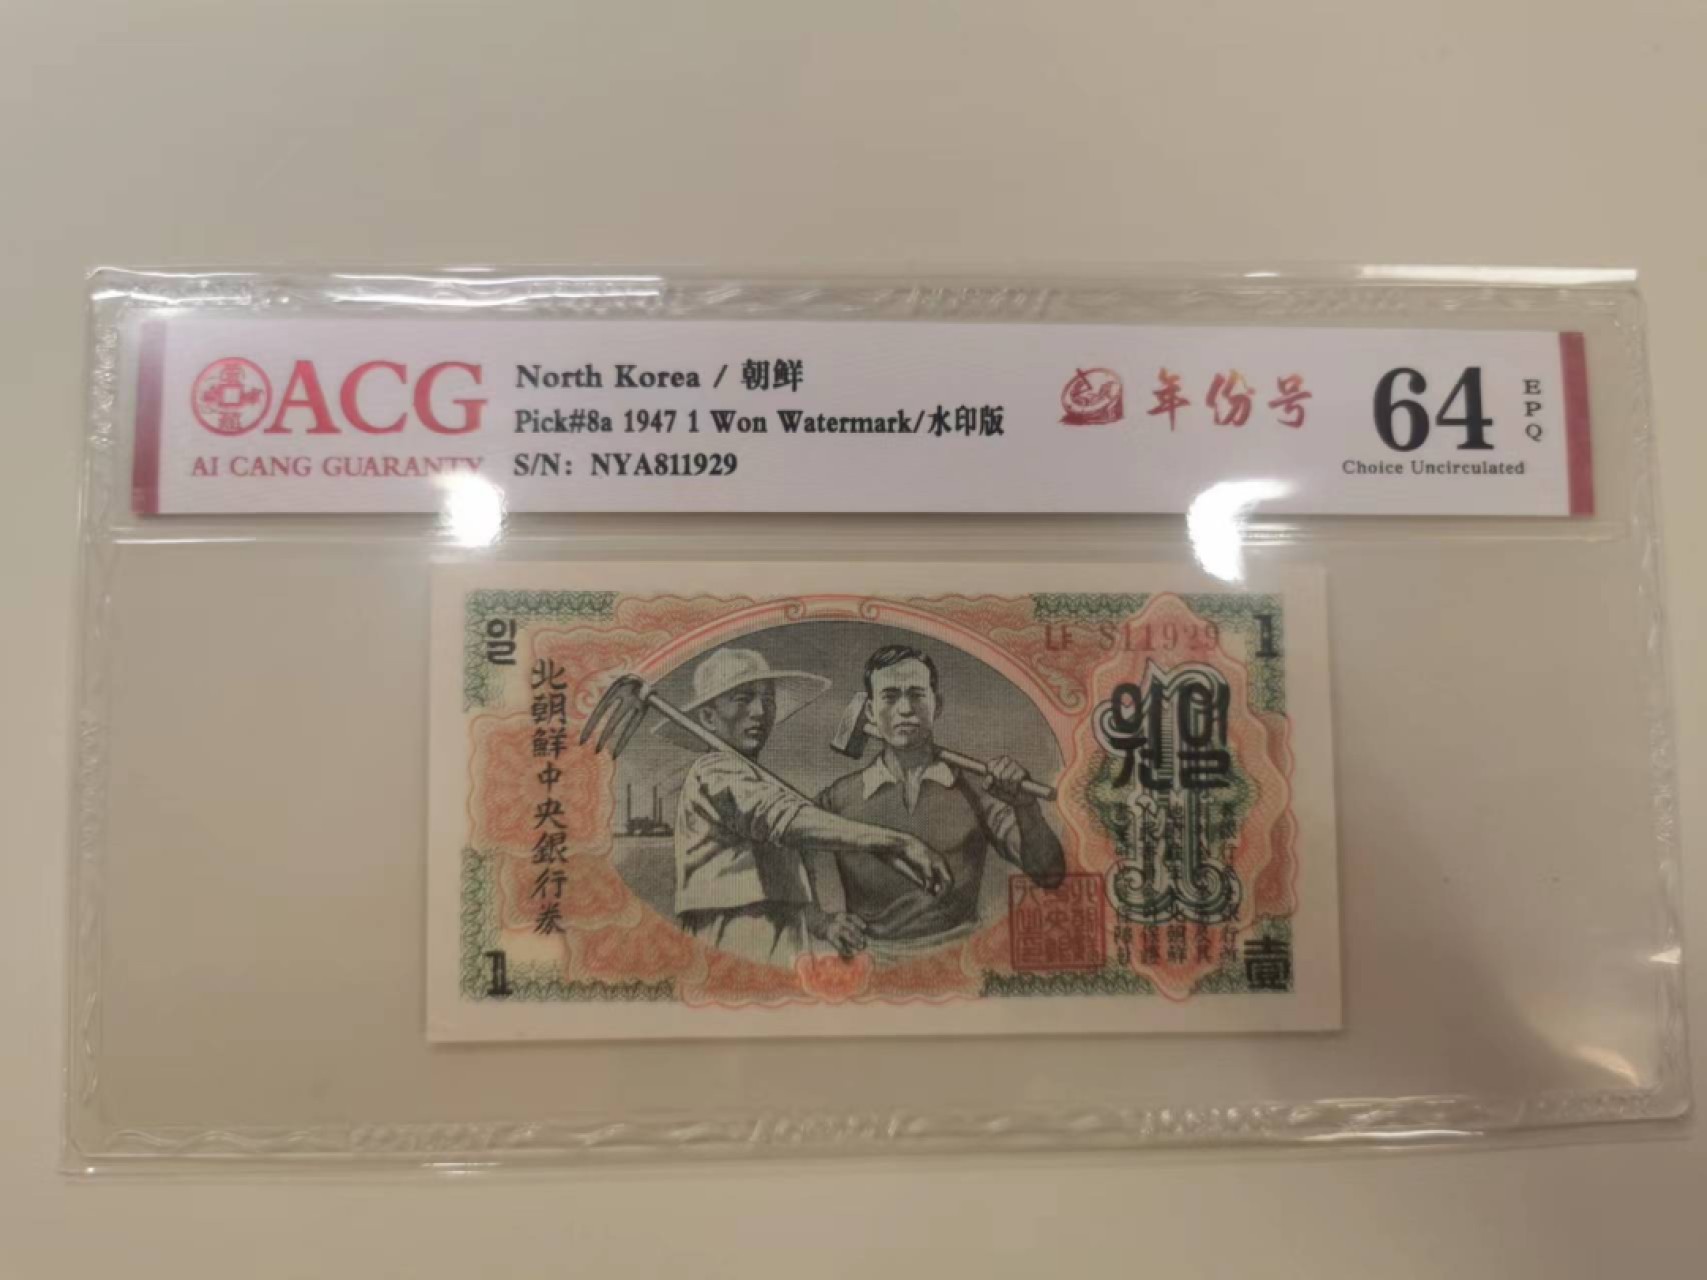 ACG
AI CANG GUARANTY
North Korea / 朝鲜
Pick#8a 1947 1 Won Watermark/水印版
S/N: NYA811929
年份号
64
EPQ
Choice Uncirculated
일
1
811929
北朝鮮中央銀行券
일
원
1
壹